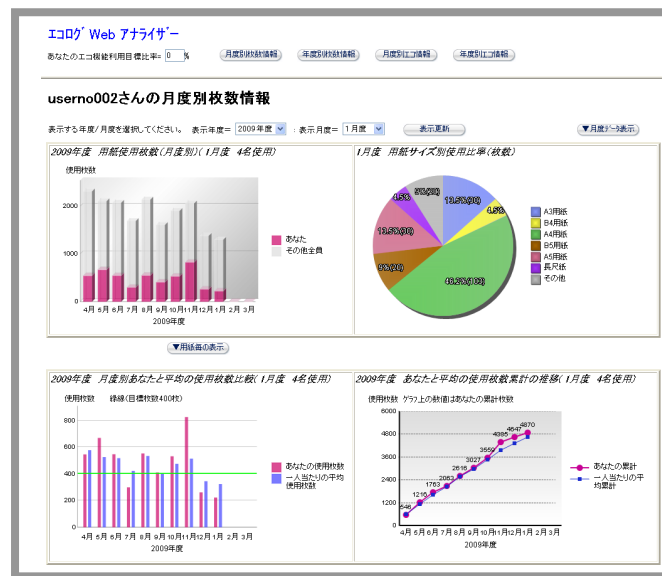 エコログ Web アナライザー
あなたのエコ機能利用目標比率= 0 %
月度別枚数情報 年度別枚数情報 月度別エコ情報 年度別エコ情報
userno002さんの月度別枚数情報
表示する年度/月度を選択してください。 表示年度= 2009年度 :表示月度= 1月度 表示更新 ▼月度データ表示
2009年度 用紙使用枚数(月度別)(1月度 4名使用)
使用枚数
2000
1000
0
4月 5月 6月 7月 8月 9月 10月 11月 12月 1月 2月 3月
2009年度
あなた
その他全員
1月度 用紙サイズ別使用比率(枚数)
13.5%(30)
4.5%
46.2%(103)
9%(20)
13.5%(30)
4.5%
9%(20)
A3用紙
B4用紙
A4用紙
B5用紙
A5用紙
長尺紙
その他
▼用紙毎の表示
2009年度 月度別あなたと平均の使用枚数比較(1月度 4名使用)
使用枚数 緑線(目標枚数400枚)
800
600
400
200
0
4月 5月 6月 7月 8月 9月 10月 11月 12月 1月 2月 3月
2009年度
あなたの使用枚数
一人当たりの平均
使用枚数
2009年度 あなたと平均の使用枚数累計の推移(1月度 4名使用)
使用枚数 グラフ上の数値はあなたの累計枚数
6000
4800
3600
2400
1200
0
546
1216
1763
2063
2616
3027
3559
4385
4647
4870
4月 5月 6月 7月 8月 9月 10月 11月 12月 1月 2月 3月
2009年度
あなたの累計
一人当たりの平
均累計